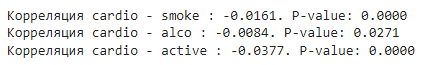 Корреляция cardio - smoke : -0.0161. P-value: 0.0000
Корреляция cardio - alco : -0.0084. P-value: 0.0271
Корреляция cardio - active : -0.0377. P-value: 0.0000